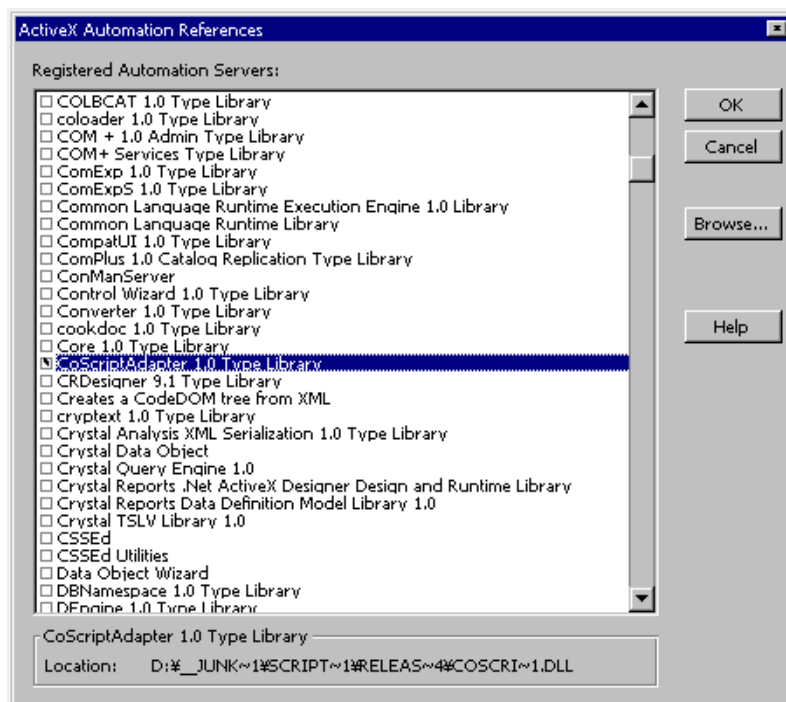 ActiveX Automation References
Registered Automation Servers:
COLBCAT 1.0 Type Library
coloader 1.0 Type Library
COM + 1.0 Admin Type Library
COM+ Services Type Library
ComExp 1.0 Type Library
ComExpS 1.0 Type Library
Common Language Runtime Execution Engine 1.0 Library
Common Language Runtime Library
CompatUI 1.0 Type Library
ComPlus 1.0 Catalog Replication Type Library
ConManServer
Control Wizard 1.0 Type Library
Converter 1.0 Type Library
cookdoc 1.0 Type Library
Core 1.0 Type Library
CoScriptAdapter 1.0 Type Library
CRDesigner 9.1 Type Library
Creates a CodeDOM tree from XML
cryptext 1.0 Type Library
Crystal Analysis XML Serialization 1.0 Type Library
Crystal Data Object
Crystal Query Engine 1.0
Crystal Reports .Net ActiveX Designer Design and Runtime Library
Crystal Reports Data Definition Model Library 1.0
Crystal TSLV Library 1.0
CSSEd
CSSEd Utilities
Data Object Wizard
DBNamespace 1.0 Type Library
DEngine 1.0 Type Library
OK
Cancel
Browse...
Help
CoScriptAdapter 1.0 Type Library
Location: D:¥__JUNK~1¥SCRIPT~1¥RELEAS~4¥COSCRI~1.DLL